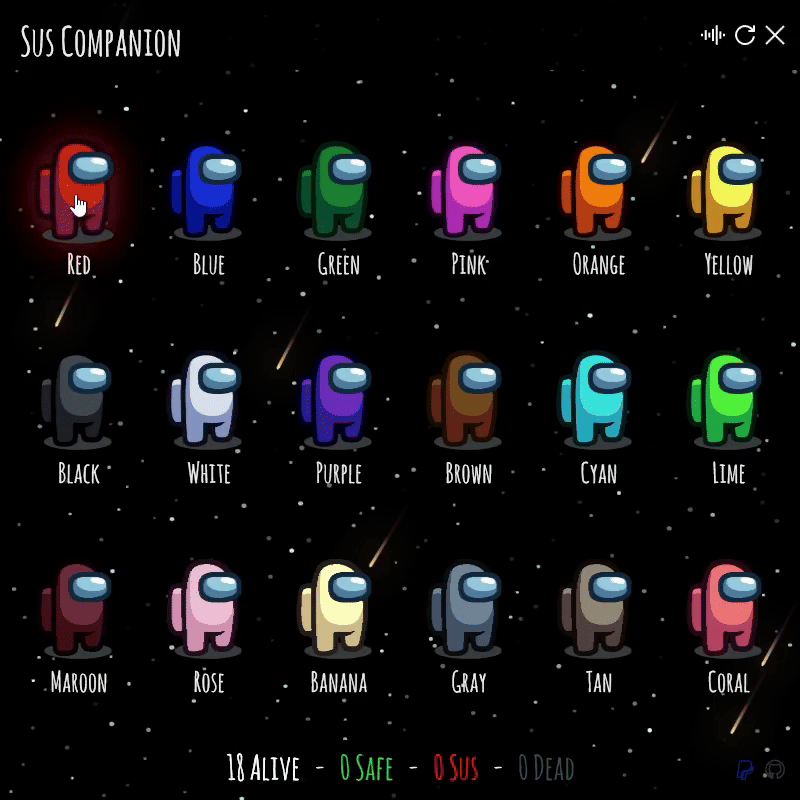 Sus Companion
Red Blue Green Pink Orange Yellow
Black White Purple Brown Cyan Lime
Maroon Rose Banana Gray Tan Coral
18 Alive - 0 Safe - 0 Sus - 0 Dead